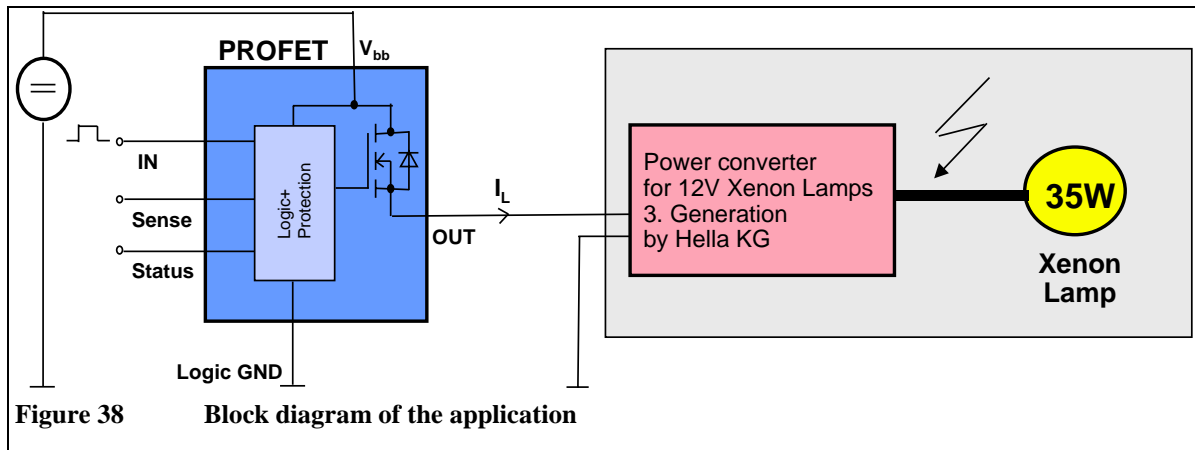 PROFET
V_bb
IN
Sense
Status
Logic+
Protection
I_L
OUT
Logic GND
Power converter
for 12V Xenon Lamps
3. Generation
by Hella KG
35W
Xenon
Lamp
Figure 38 Block diagram of the application